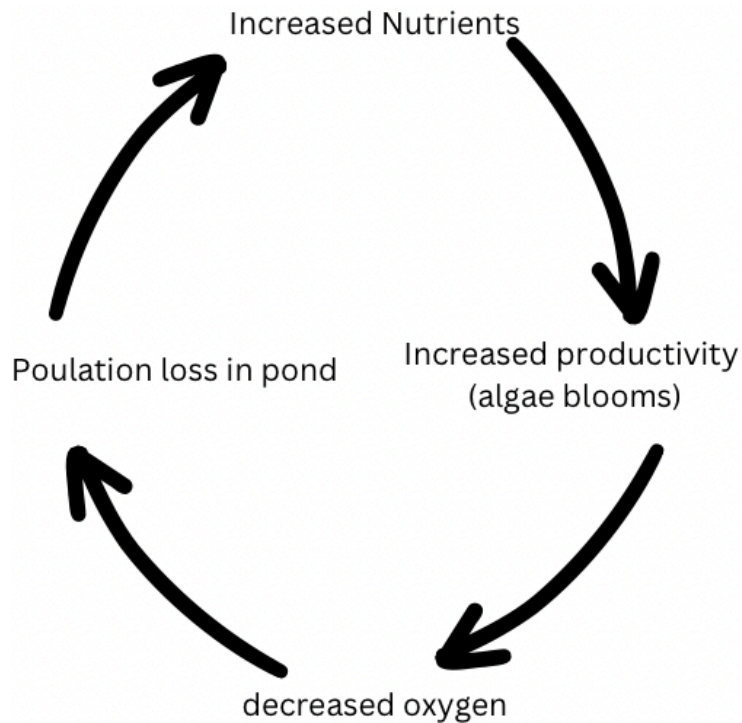 Increased Nutrients
Increased productivity
(algae blooms)
decreased oxygen
Poulation loss in pond